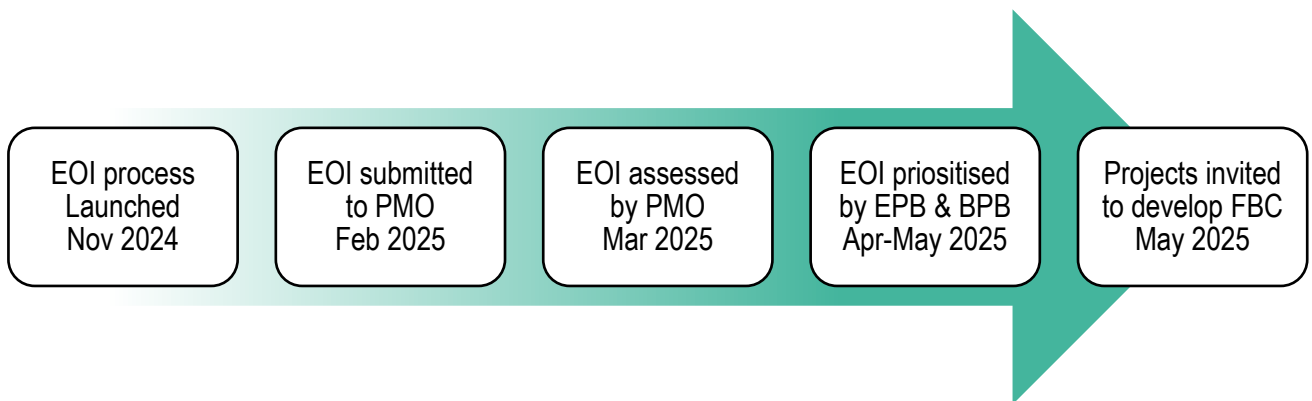 EOI process
Launched
Nov 2024
EOI submitted
to PMO
Feb 2025
EOI assessed
by PMO
Mar 2025
EOI priositised
by EPB & BPB
Apr-May 2025
Projects invited
to develop FBC
May 2025